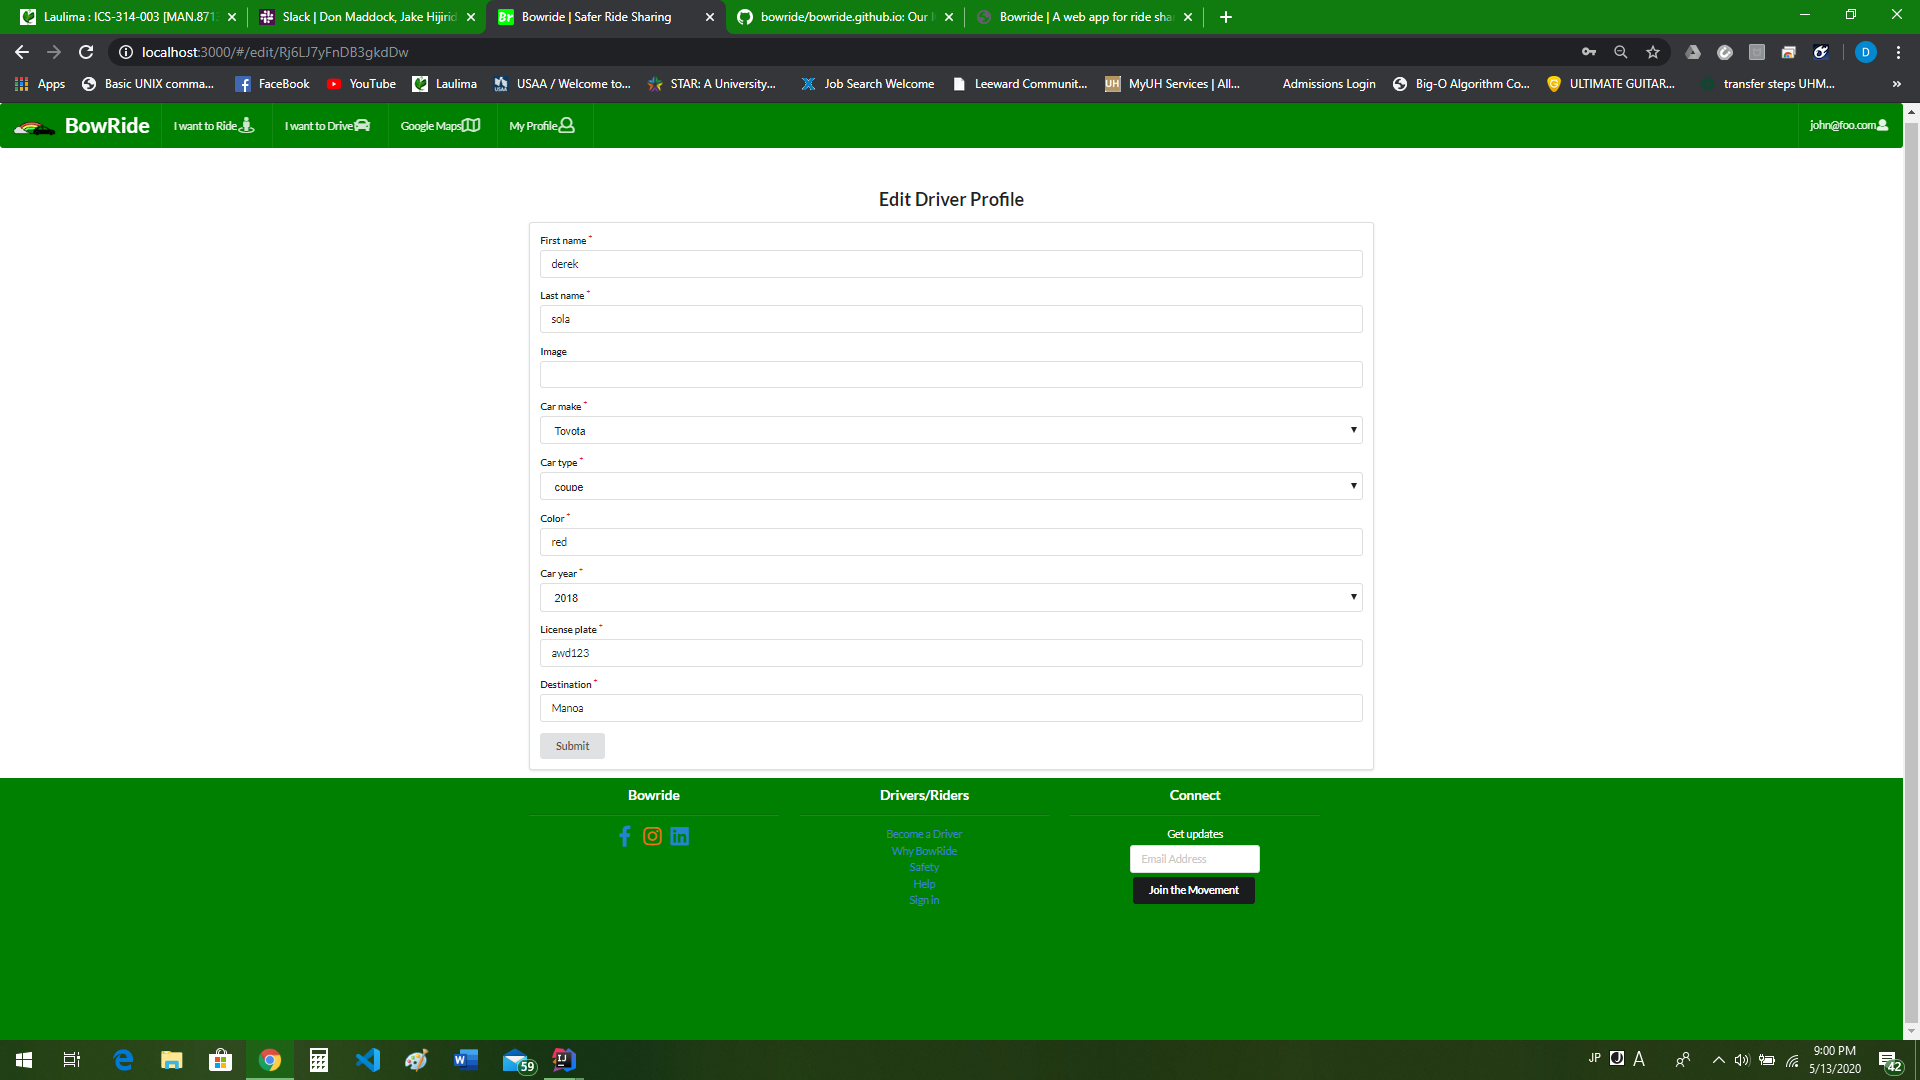 Laulima : ICS-314-003 [MAN.871
Slack | Don Maddock, Jake Hijirid
Bowride | Safer Ride Sharing
bowride/bowride.github.io: Our
Bowride | A web app for ride sha
localhost:3000/#/edit/Rj6LJ7yFnDB3gkdDw
D
Apps
Basic UNIX comma...
FaceBook
YouTube
Laulima
USAA / Welcome to...
STAR: A University...
Job Search Welcome
Leeward Communit...
MyUH Services | All...
Admissions Login
Big-O Algorithm Co...
ULTIMATE GUITAR...
transfer steps UHM...
»
BowRide
I want to Ride
I want to Drive
Google Maps
My Profile
john@foo.com
Edit Driver Profile
First name *
derek
Last name *
sola
Image
Car make *
Toyota
Car type *
coupe
Color *
red
Car year *
2018
License plate *
awd123
Destination *
Manoa
Submit
Bowride
Drivers/Riders
Become a Driver
Why BowRide
Safety
Help
Sign in
Connect
Get updates
Email Address
Join the Movement
59
JP
A
9:00 PM
5/13/2020
42